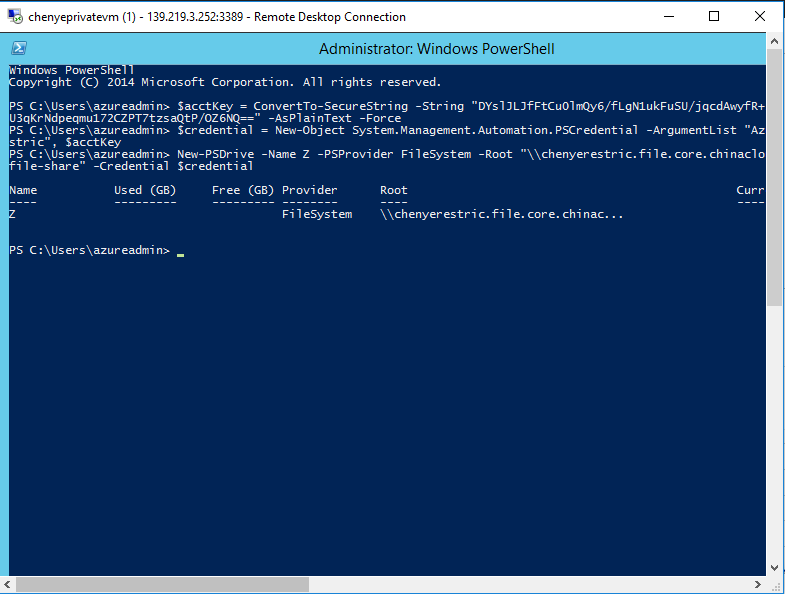 chenyeprivatevm (1) - 139.219.3.252:3389 - Remote Desktop Connection
Administrator: Windows PowerShell
Windows PowerShell
Copyright (C) 2014 Microsoft Corporation. All rights reserved.
PS C:\Users\azureadmin> $acctKey = ConvertTo-SecureString -String "DYslJLJfFtCu0lmQy6/fLgN1ukFuSU/jqcdAwyfR+
U3qKrNdpeqmu172CZPT7tzsaQtP/OZ6NQ==" -AsPlainText -Force
PS C:\Users\azureadmin> $credential = New-Object System.Management.Automation.PSCredential -ArgumentList "Az
stric", $acctKey
PS C:\Users\azureadmin> New-PSDrive -Name Z -PSProvider FileSystem -Root "\\chenyerestric.file.core.chinaclo
file-share" -Credential $credential
Name Used (GB) Free (GB) Provider Root Curr
---- --------- --------- -------- ---- ----
Z FileSystem \\chenyerestric.file.core.chinac...
PS C:\Users\azureadmin>